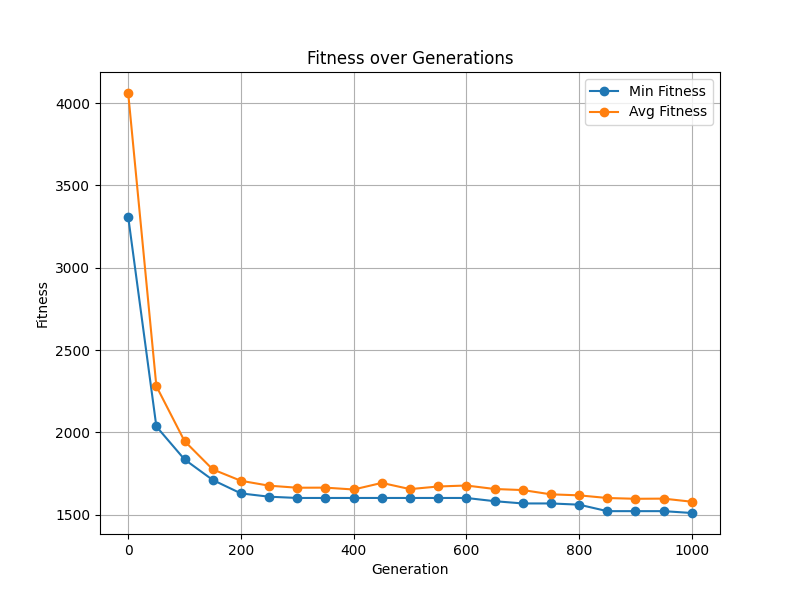 Fitness over Generations
Min Fitness
Avg Fitness
4000
3500
3000
2500
2000
1500
Fitness
0 200 400 600 800 1000
Generation